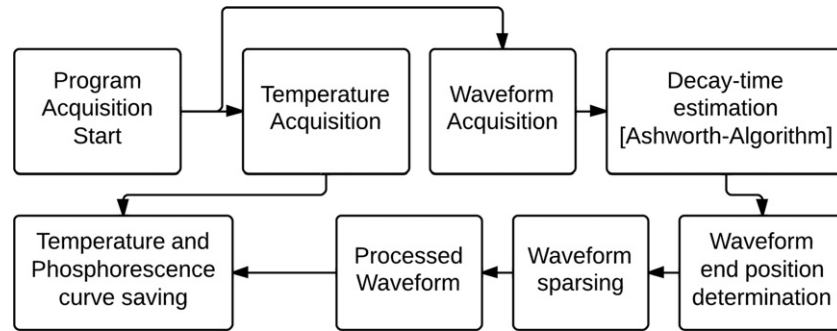 Program
Acquisition
Start
Temperature
Acquisition
Waveform
Acquisition
Decay-time
estimation
[Ashworth-Algorithm]
Temperature and
Phosphorescence
curve saving
Processed
Waveform
Waveform
sparsing
Waveform
end position
determination